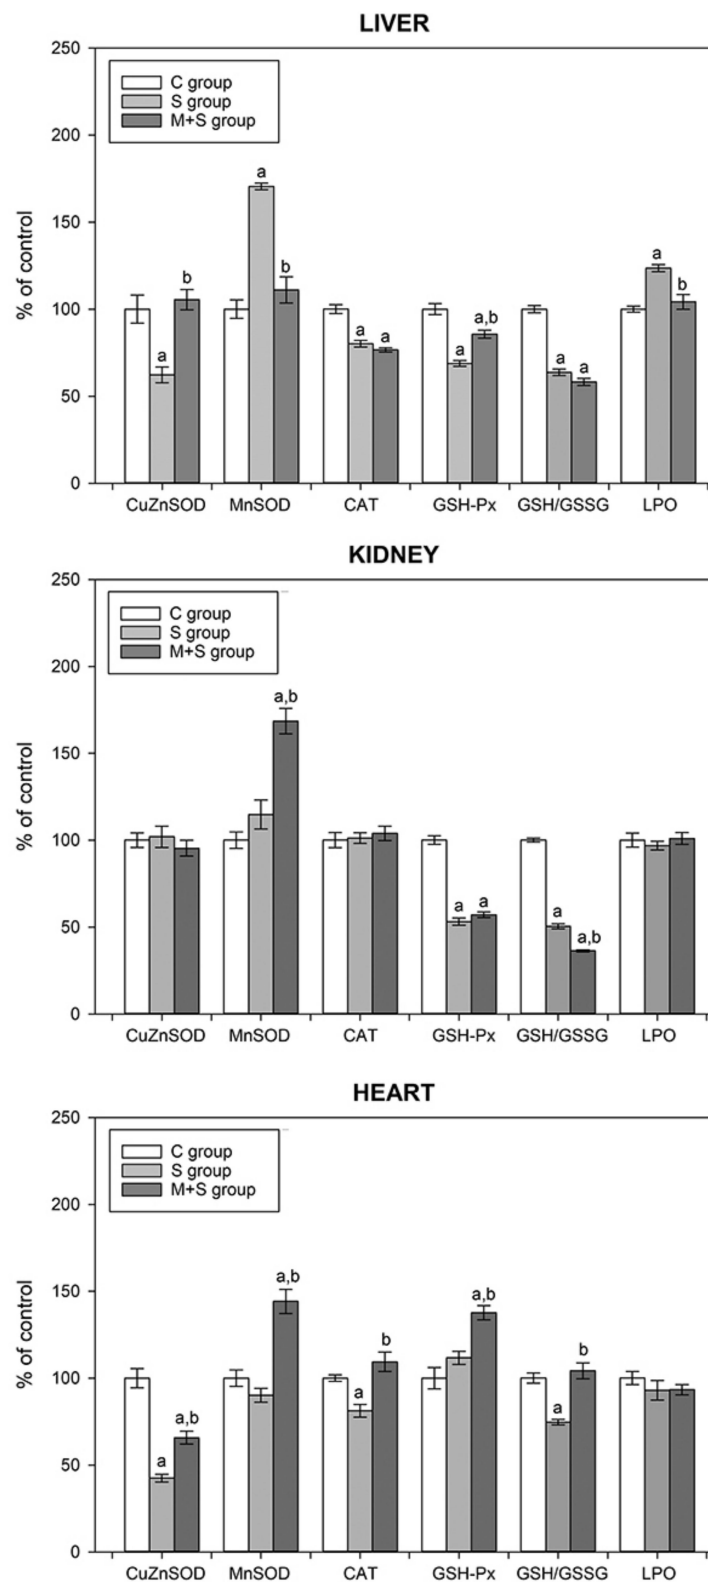 LIVER
250
200
150
100
50
0
% of control
C group
S group
M+S group
a
b
a
b
a
a
a
a,b
a
a
a
b
CuZnSOD MnSOD CAT GSH-Px GSH/GSSG LPO
KIDNEY
250
200
150
100
50
0
% of control
C group
S group
M+S group
a,b
a
a
a
a,b
CuZnSOD MnSOD CAT GSH-Px GSH/GSSG LPO
HEART
250
200
150
100
50
0
% of control
C group
S group
M+S group
a
a,b
a,b
a
b
a,b
a
b
CuZnSOD MnSOD CAT GSH-Px GSH/GSSG LPO